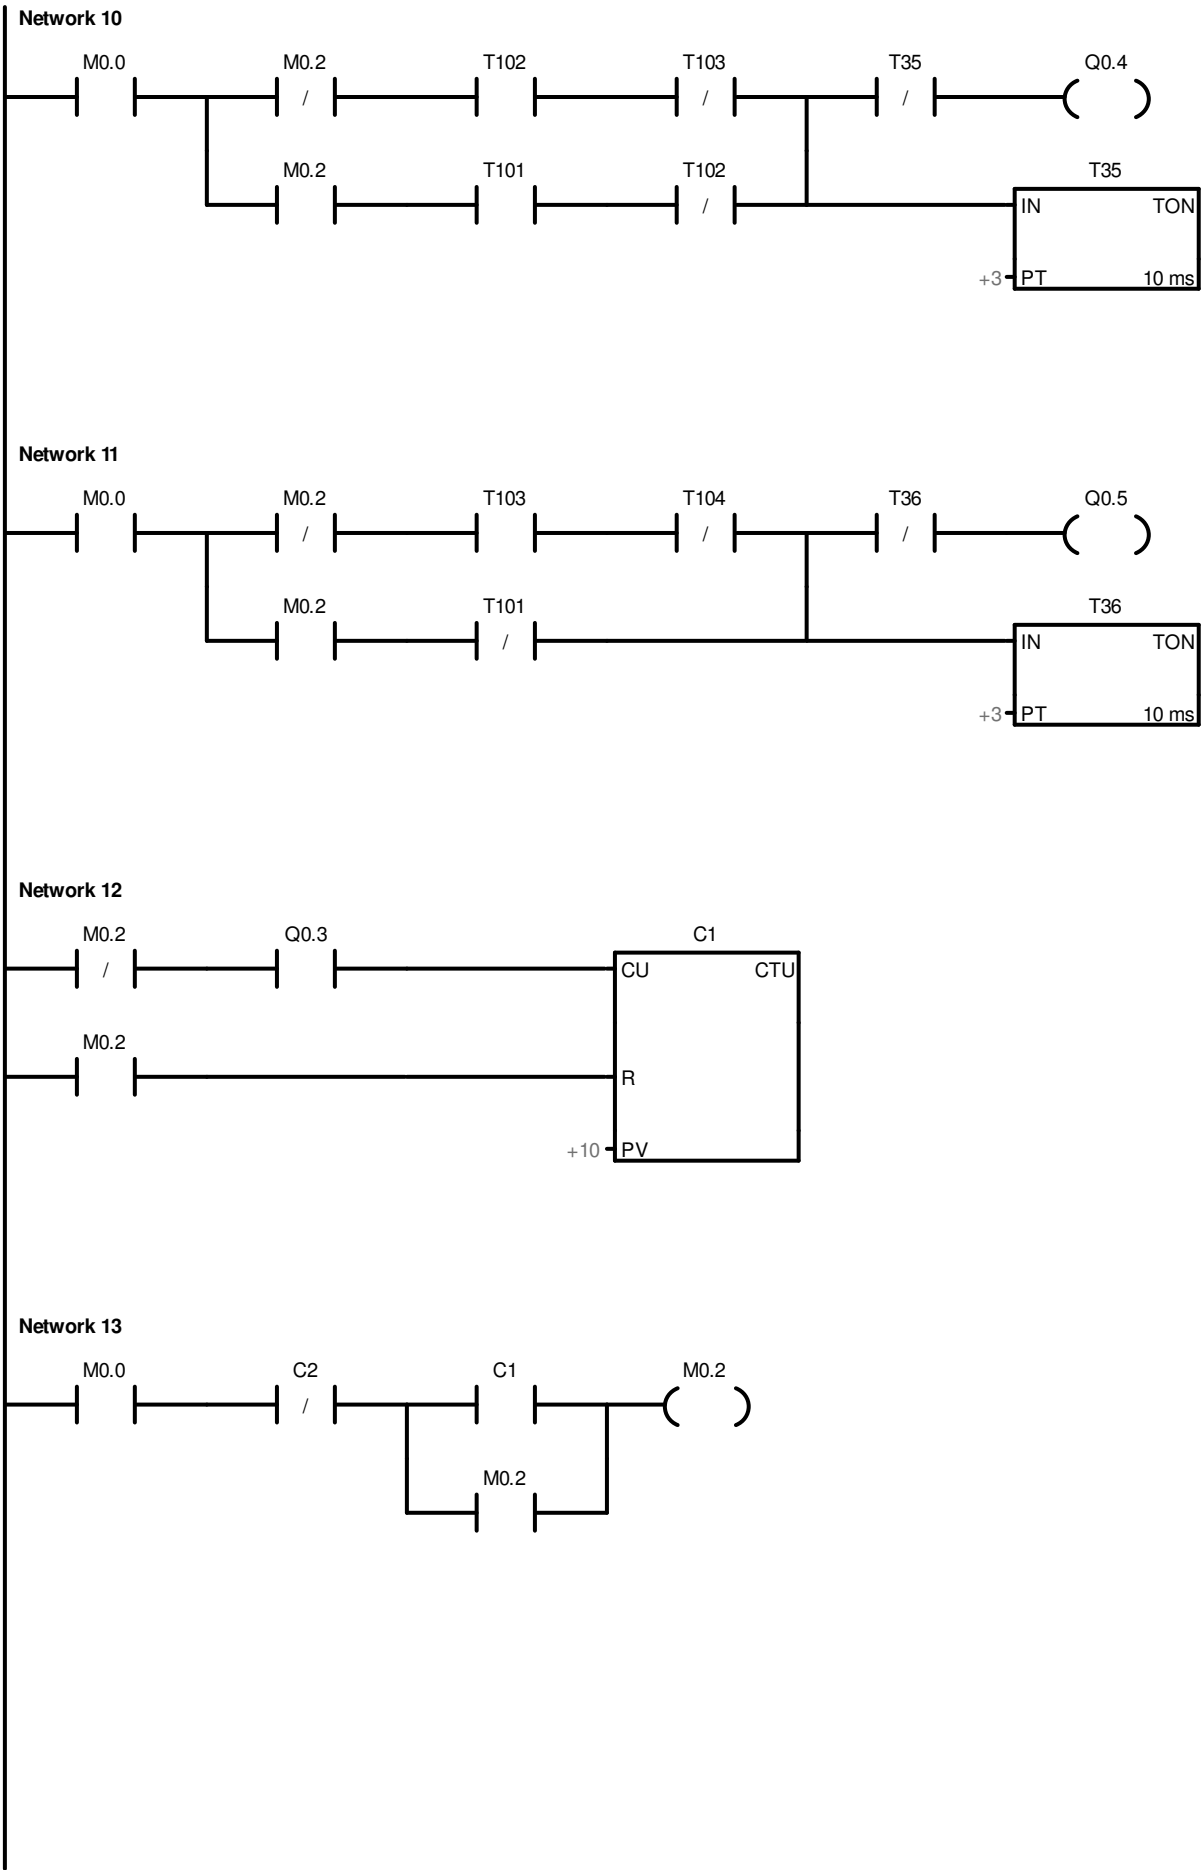 Network 10
M0.0 M0.2 T102 T103 T35 Q0.4
/ / /
M0.2 T101 T102 T35
/ IN TON
+3 PT 10 ms
Network 11
M0.0 M0.2 T103 T104 T36 Q0.5
/ / /
M0.2 T101 T36
/ IN TON
+3 PT 10 ms
Network 12
M0.2 Q0.3 C1
/ CU CTU
M0.2
R
+10 PV
Network 13
M0.0 C2 C1 M0.2
/
M0.2